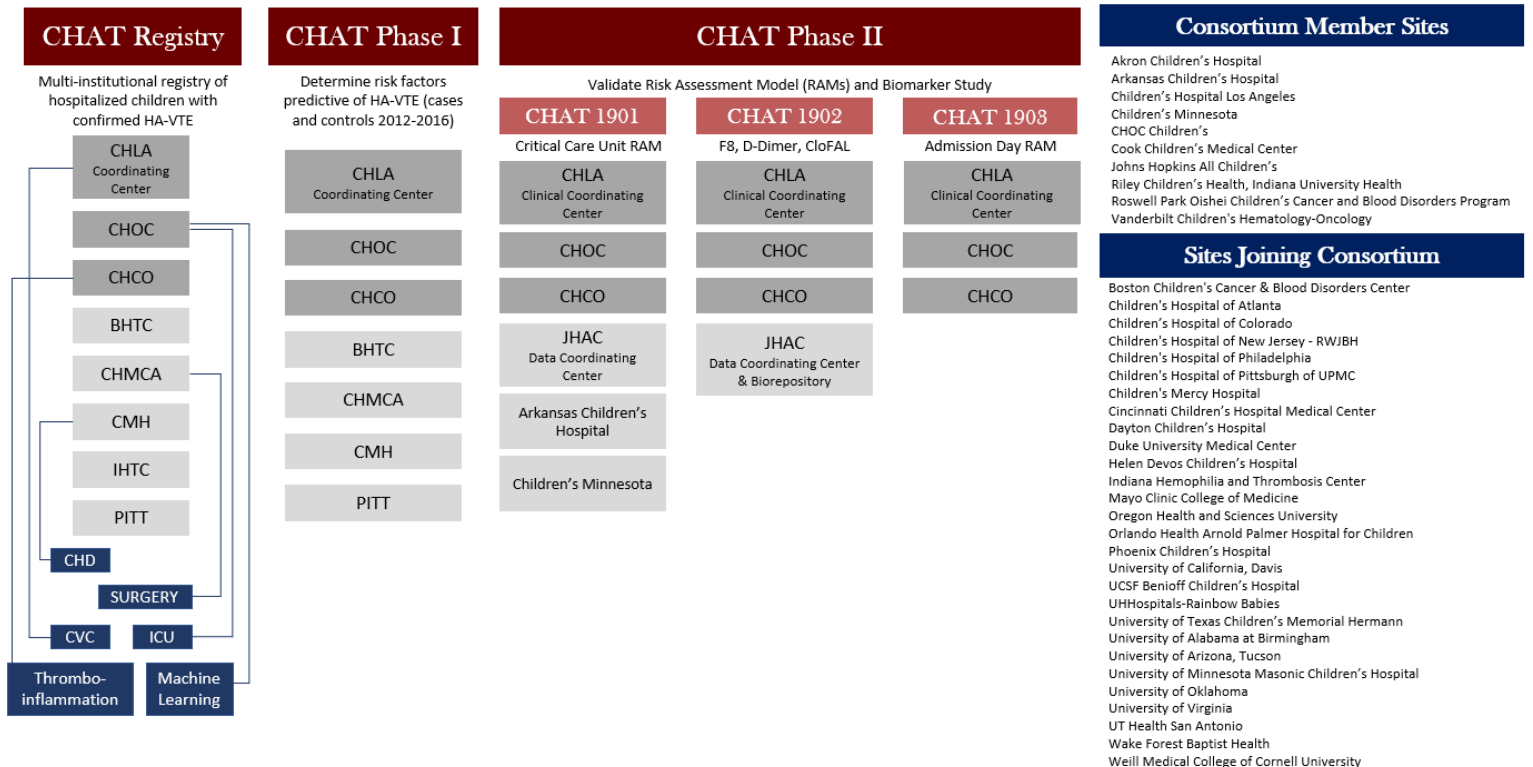 CHAT Registry
Multi-institutional registry of
hospitalized children with
confirmed HA-VTE
CHLA
Coordinating
Center
CHOC
CHCO
BHTC
CHMCA
CMH
IHTC
PITT
CHD
SURGERY
CVC
ICU
Thrombo-
inflammation
Machine
Learning
CHAT Phase I
Determine risk factors
predictive of HA-VTE (cases
and controls 2012-2016)
CHLA
Coordinating Center
CHOC
CHCO
BHTC
CHMCA
CMH
PITT
CHAT Phase II
Validate Risk Assessment Model (RAMs) and Biomarker Study
CHAT 1901
Critical Care Unit RAM
CHLA
Clinical Coordinating
Center
CHOC
CHCO
JHAC
Data Coordinating
Center
Arkansas Children’s
Hospital
Children’s Minnesota
CHAT 1902
F8, D-Dimer, CloFAL
CHLA
Clinical Coordinating
Center
CHOC
CHCO
JHAC
Data Coordinating Center
& Biorepository
CHAT 1903
Admission Day RAM
CHLA
Clinical Coordinating
Center
CHOC
CHCO
Consortium Member Sites
Akron Children’s Hospital
Arkansas Children’s Hospital
Children’s Hospital Los Angeles
Children’s Minnesota
CHOC Children’s
Cook Children’s Medical Center
Johns Hopkins All Children’s
Riley Children’s Health, Indiana University Health
Roswell Park Oishei Children’s Cancer and Blood Disorders Program
Vanderbilt Children's Hematology-Oncology
Sites Joining Consortium
Boston Children's Cancer & Blood Disorders Center
Children's Hospital of Atlanta
Children’s Hospital of Colorado
Children's Hospital of New Jersey - RWJBH
Children's Hospital of Philadelphia
Children's Hospital of Pittsburgh of UPMC
Children's Mercy Hospital
Cincinnati Children’s Hospital Medical Center
Dayton Children’s Hospital
Duke University Medical Center
Helen Devos Children’s Hospital
Indiana Hemophilia and Thrombosis Center
Mayo Clinic College of Medicine
Oregon Health and Sciences University
Orlando Health Arnold Palmer Hospital for Children
Phoenix Children’s Hospital
University of California, Davis
UCSF Benioff Children’s Hospital
UHHospitals-Rainbow Babies
University of Texas Children’s Memorial Hermann
University of Alabama at Birmingham
University of Arizona, Tucson
University of Minnesota Masonic Children’s Hospital
University of Oklahoma
University of Virginia
UT Health San Antonio
Wake Forest Baptist Health
Weill Medical College of Cornell University